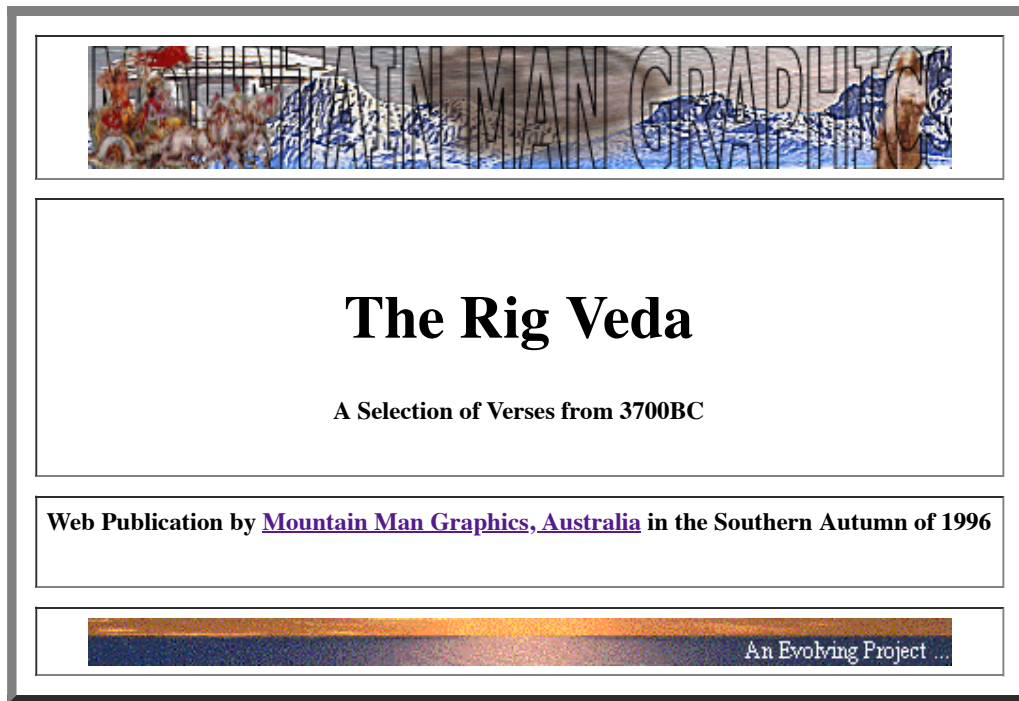 MOUNTAIN MAN GRAPHICS
The Rig Veda
A Selection of Verses from 3700BC
Web Publication by Mountain Man Graphics, Australia in the Southern Autumn of 1996
An Evolving Project ...